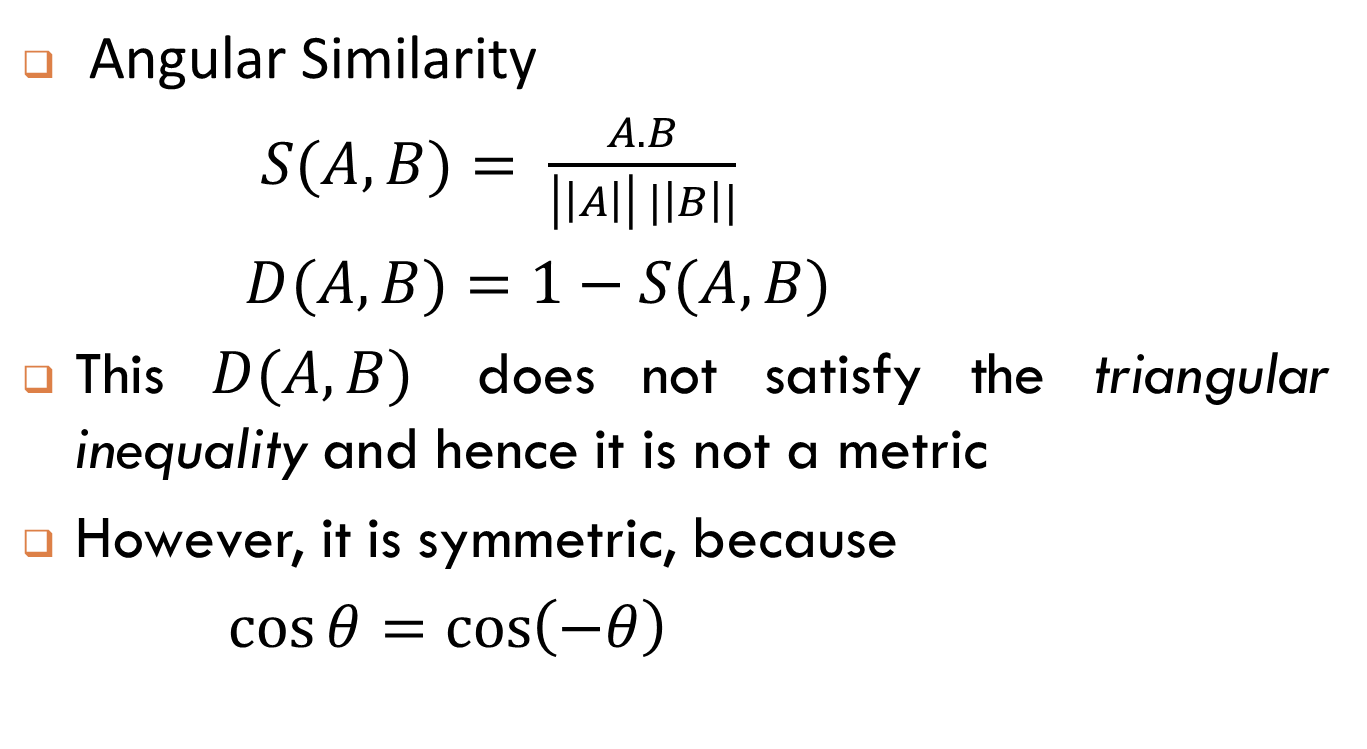 ❑ Angular Similarity
S(A, B) = A.B / ||A|| ||B||
D(A, B) = 1 − S(A, B)
❑ This D(A, B) does not satisfy the triangular
inequality and hence it is not a metric
❑ However, it is symmetric, because
cos θ = cos(−θ)